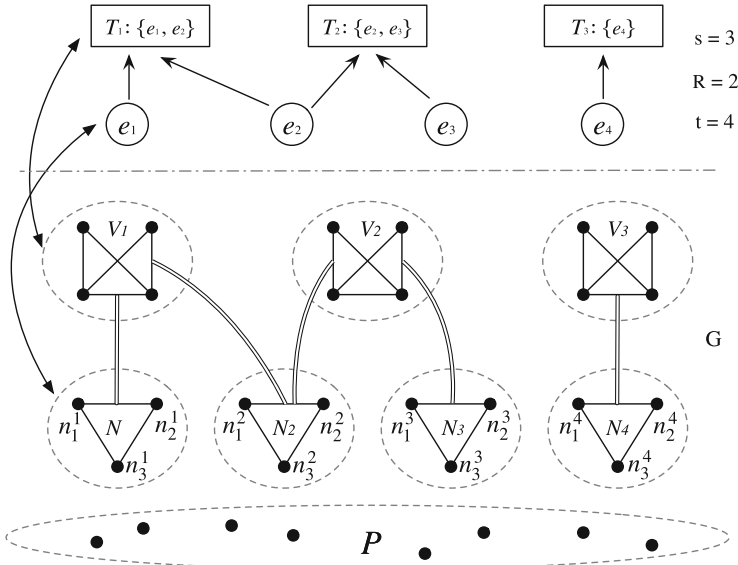 T₁: {e₁, e₂} T₂: {e₂, e₃} T₃: {e₄}
s = 3
R = 2
e₁ e₂ e₃ e₄ t = 4
V₁ V₂ V₃
G
N N₂ N₃ N₄
n₁¹ n₂¹ n₁² n₂² n₁³ n₂³ n₁⁴ n₂⁴
n₃¹ n₃² n₃³ n₃⁴
P